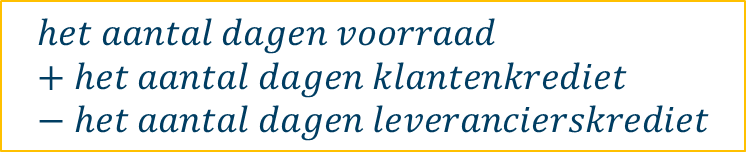 het aantal dagen voorraad
+ het aantal dagen klantenkrediet
− het aantal dagen leverancierskrediet